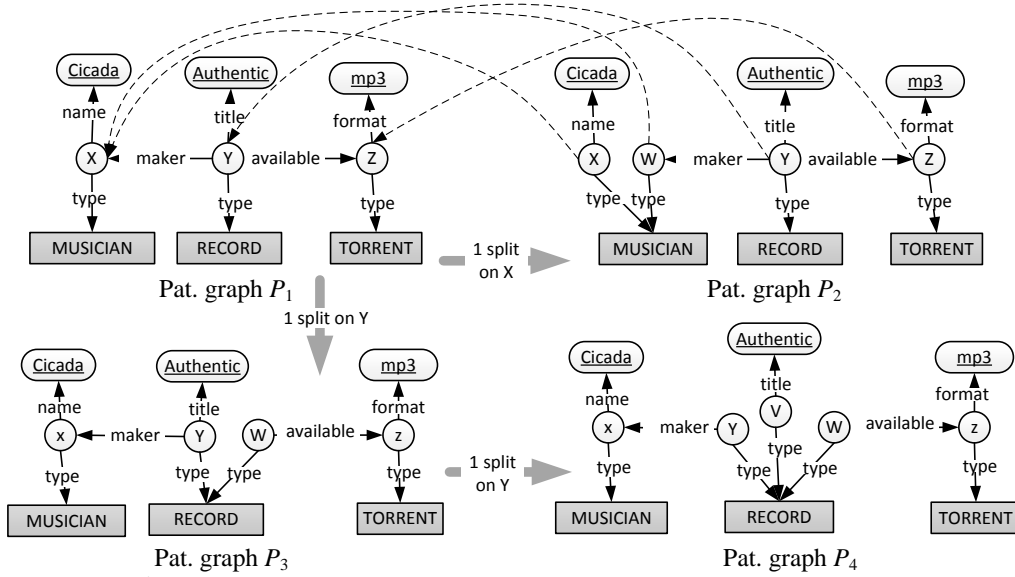 Cicada Authentic mp3 Cicada Authentic mp3
name title format name title format
X maker Y available Z X W maker Y available Z
type type type type type type type
MUSICIAN RECORD TORRENT MUSICIAN RECORD TORRENT
1 split
on X
Pat. graph P1 Pat. graph P2
1 split on Y
Cicada Authentic mp3 Cicada Authentic mp3
name title format name title format
x maker Y W available z x maker Y V W available z
type type type type type type type type type
1 split
on Y
MUSICIAN RECORD TORRENT MUSICIAN RECORD TORRENT
Pat. graph P3 Pat. graph P4